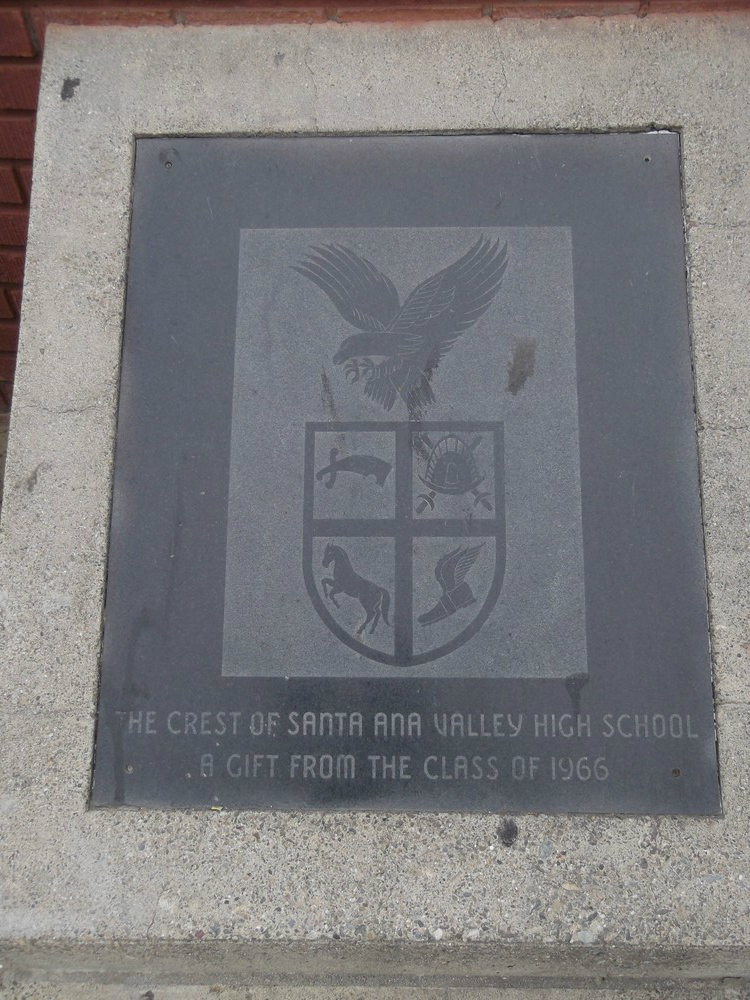 THE CREST OF SANTA ANA VALLEY HIGH SCHOOL
A GIFT FROM THE CLASS OF 1966